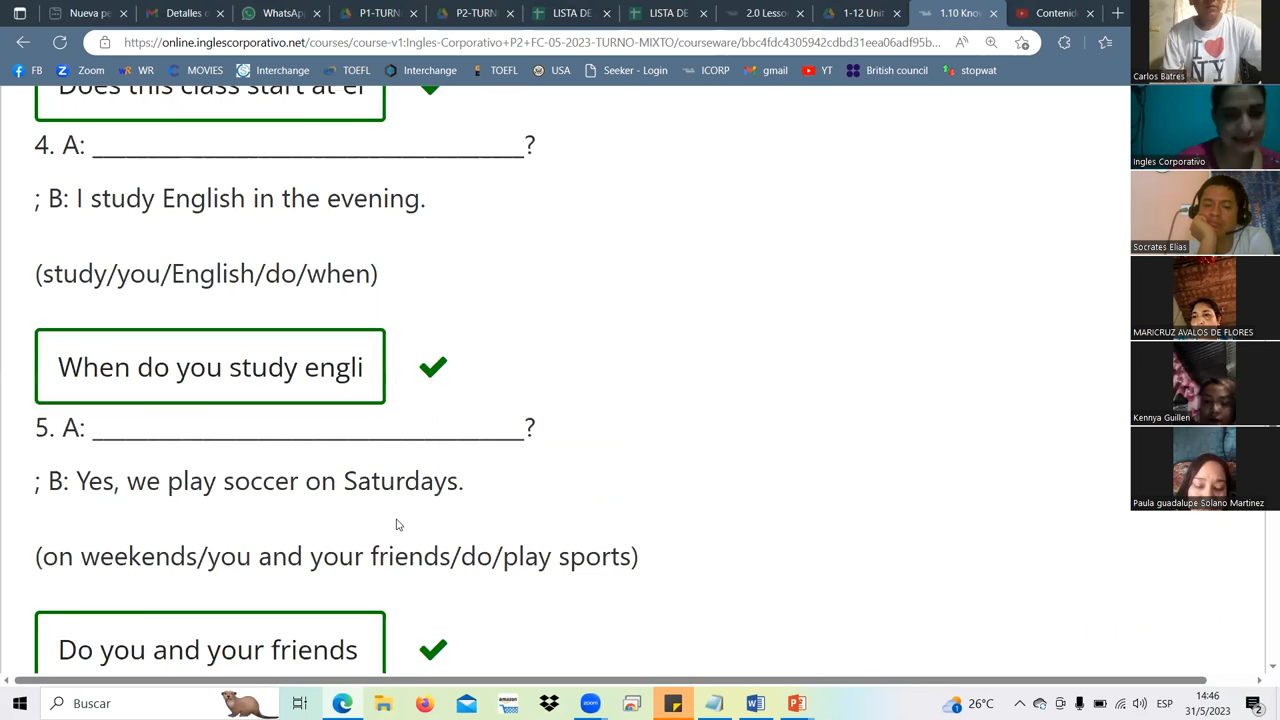 Nueva pe
Detalles
WhatsAp
P1-TURN
P2-TURN
LISTA DE
LISTA DE
2.0 Lesso
1-12 Unit
1.10 Kno
Contenid
https://online.inglescorporativo.net/courses/course-v1:Ingles-Corporativo+P2+FC-05-2023-TURNO-MIXTO/courseware/bbc4fdc4305942cdbd31eea06adf95b...
FB
Zoom
WR
MOVIES
Interchange
TOEFL
Interchange
TOEFL
USA
Seeker - Login
ICORP
gmail
YT
British council
stopwat
Does this class start at
4. A: ___________________________________?
; B: I study English in the evening.
(study/you/English/do/when)
When do you study engli
5. A: ___________________________________?
; B: Yes, we play soccer on Saturdays.
(on weekends/you and your friends/do/play sports)
Do you and your friends
I
NY
Carlos Batres
Ingles Corporativo
Socrates Elias
MARICRUZ AVALOS DE FLORES
Kennya Guillen
Paula guadalupe Solano Martinez
Buscar
amazon
26°C
ESP
14:46
31/5/2023
2